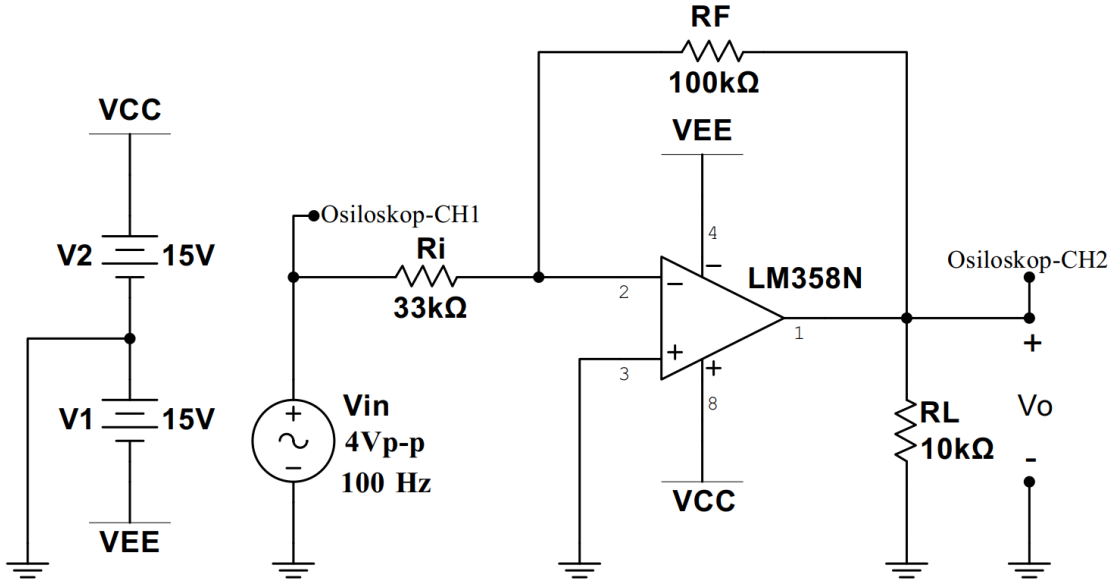 RF
100kΩ
VCC
VEE
Osiloskop-CH1
Ri
33kΩ
V2
15V
4
−
2
−
LM358N
Osiloskop-CH2
1
+
3
+
+
8
V1
15V
Vin
4Vp-p
100 Hz
+
−
RL
10kΩ
Vo
-
VCC
VEE